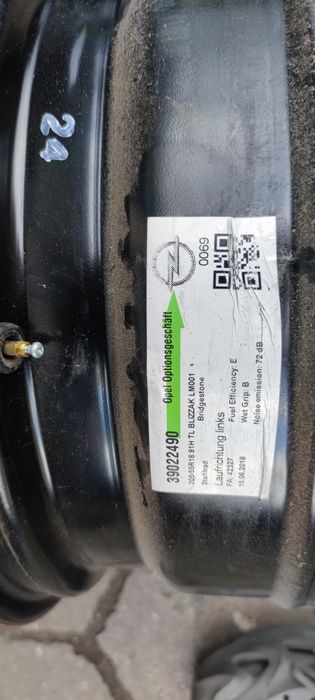 24
39022490 Opel Optionsgeschäft
205-55R16 91H TL BLIZZAK LM001
Stahlrad Bridgestone
0069
Laufrichtung links
FA: 42327
15.06.2018
Fuel Efficiency: E
Wet Grip: B
Noise emission: 72 dB